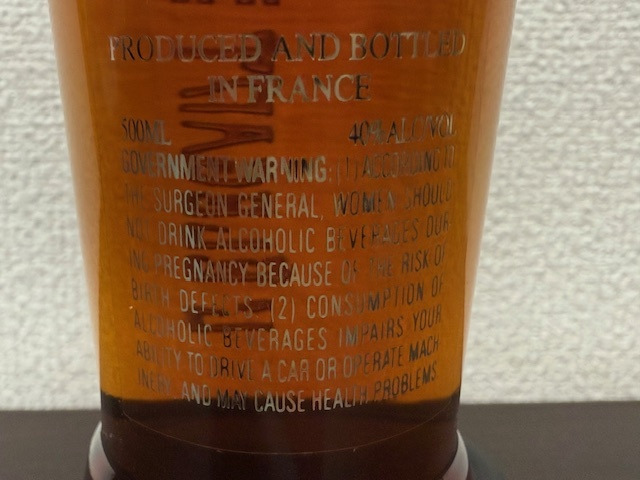 PRODUCED AND BOTTLED
IN FRANCE
500ML 40%ALC/VOL
GOVERNMENT WARNING: (1) ACCORDING TO
THE SURGEON GENERAL, WOMEN SHOULD
NOT DRINK ALCOHOLIC BEVERAGES DUR-
ING PREGNANCY BECAUSE OF THE RISK OF
BIRTH DEFECTS. (2) CONSUMPTION OF
ALCOHOLIC BEVERAGES IMPAIRS YOUR
ABILITY TO DRIVE A CAR OR OPERATE MACH-
INERY, AND MAY CAUSE HEALTH PROBLEMS.